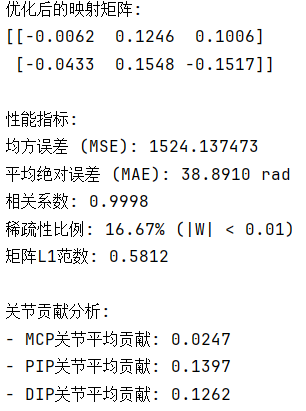 优化后的映射矩阵:
[[-0.0062  0.1246  0.1006]
 [-0.0433  0.1548 -0.1517]]

性能指标:
均方误差 (MSE): 1524.137473
平均绝对误差 (MAE): 38.8910 rad
相关系数: 0.9998
稀疏性比例: 16.67% (|W| < 0.01)
矩阵L1范数: 0.5812

关节贡献分析:
- MCP关节平均贡献: 0.0247
- PIP关节平均贡献: 0.1397
- DIP关节平均贡献: 0.1262